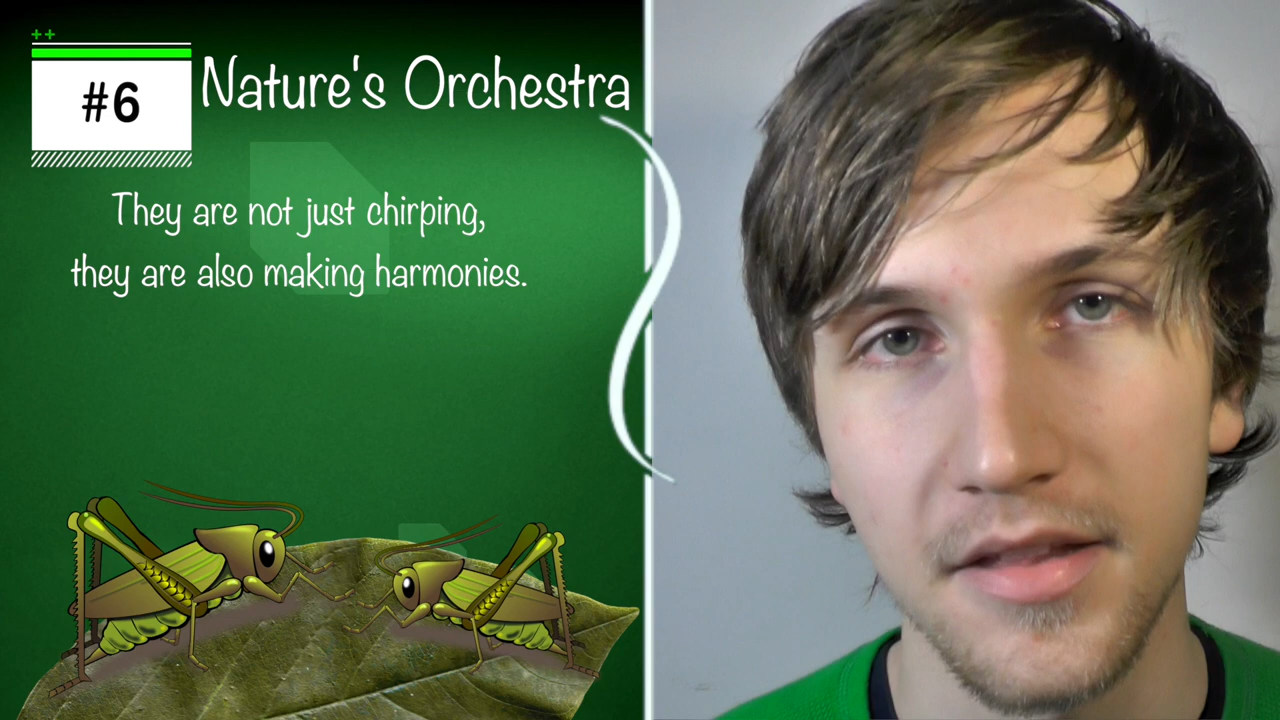 #6
Nature's Orchestra
They are not just chirping,
they are also making harmonies.